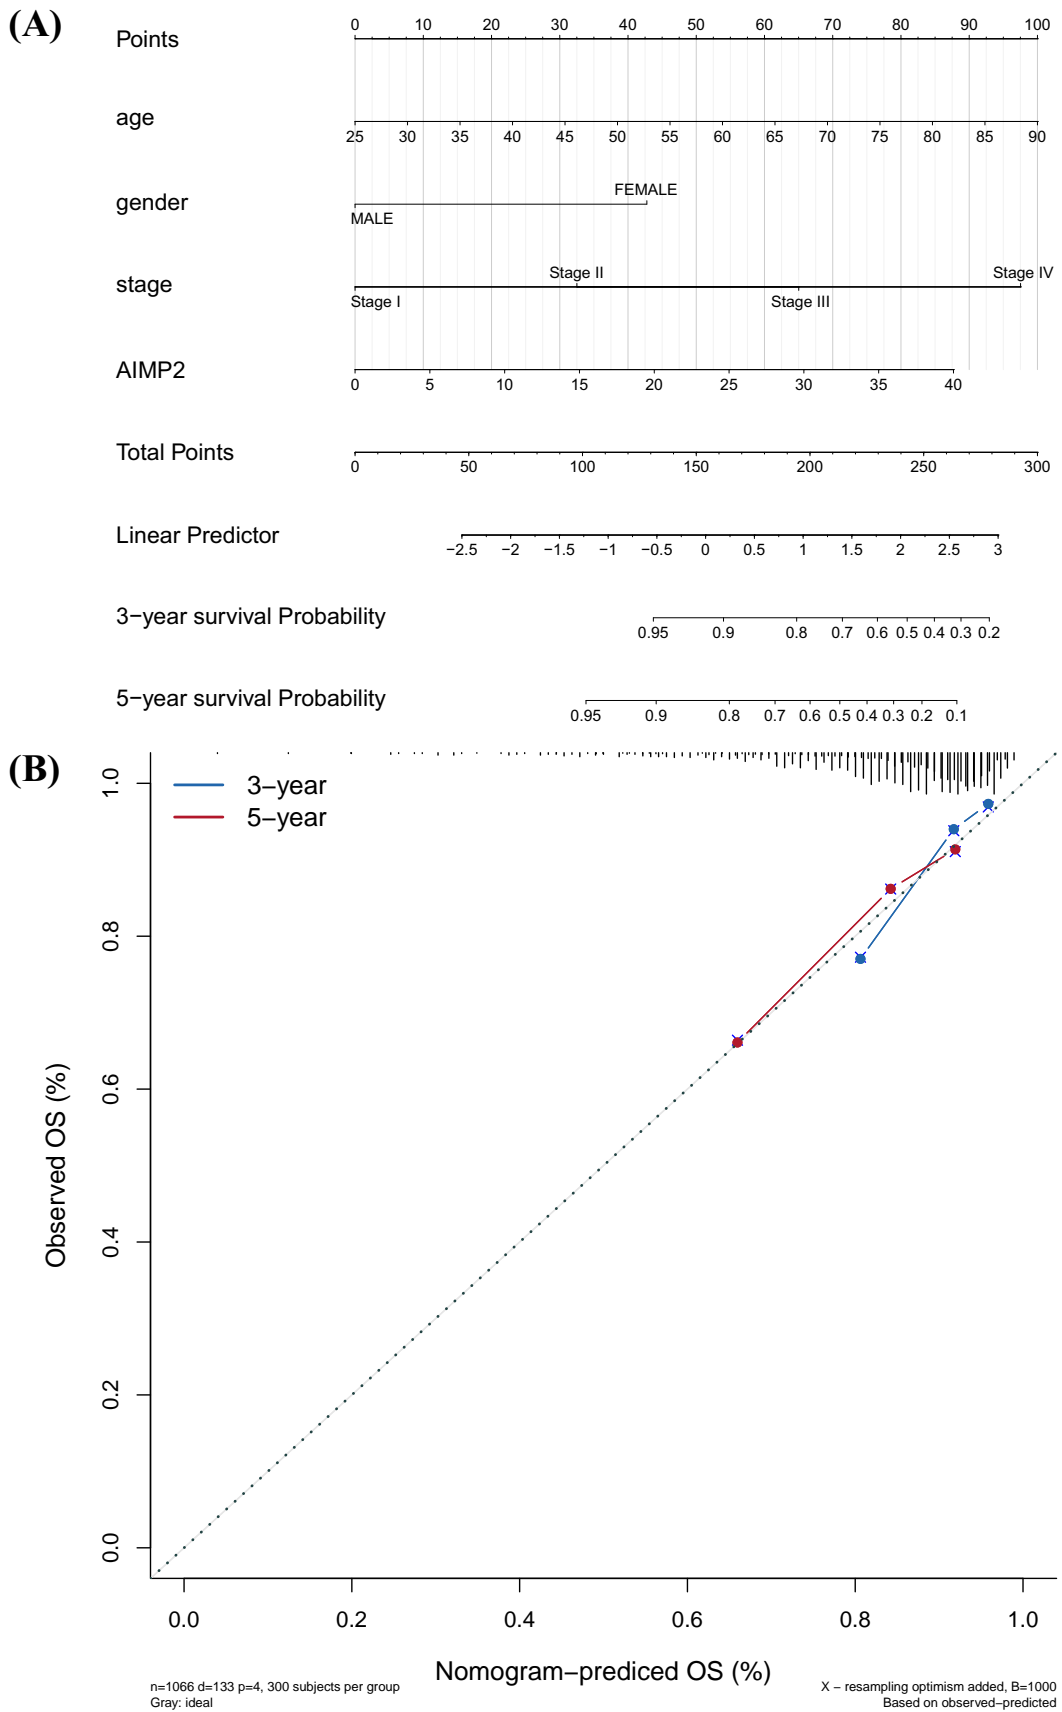 (A)
Points
0 10 20 30 40 50 60 70 80 90 100
age
25 30 35 40 45 50 55 60 65 70 75 80 85 90
gender
FEMALE
MALE
stage
Stage II Stage IV
Stage I Stage III
AIMP2
0 5 10 15 20 25 30 35 40
Total Points
0 50 100 150 200 250 300
Linear Predictor
−2.5 −2 −1.5 −1 −0.5 0 0.5 1 1.5 2 2.5 3
3−year survival Probability
0.95 0.9 0.8 0.7 0.6 0.5 0.4 0.3 0.2
5−year survival Probability
0.95 0.9 0.8 0.7 0.6 0.5 0.4 0.3 0.2 0.1
(B)
3−year
5−year
1.0
0.8
0.6
0.4
0.2
0.0
Observed OS (%)
0.0 0.2 0.4 0.6 0.8 1.0
Nomogram−prediced OS (%)
n=1066 d=133 p=4, 300 subjects per group
Gray: ideal
X − resampling optimism added, B=1000
Based on observed−predicted